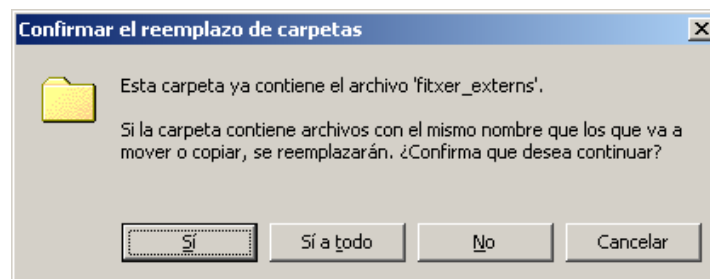 Confirmar el reemplazo de carpetas
Esta carpeta ya contiene el archivo 'fitxer_externs'.
Si la carpeta contiene archivos con el mismo nombre que los que va a
mover o copiar, se reemplazarán. ¿Confirma que desea continuar?
Sí
Sí a todo
No
Cancelar